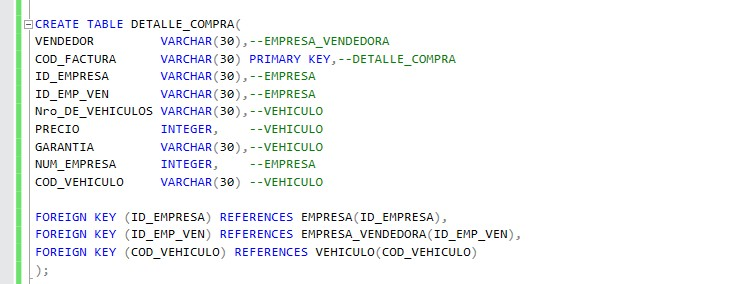 CREATE TABLE DETALLE_COMPRA(
VENDEDOR         VARCHAR(30),--EMPRESA_VENDEDORA
COD_FACTURA      VARCHAR(30) PRIMARY KEY,--DETALLE_COMPRA
ID_EMPRESA       VARCHAR(30),--EMPRESA
ID_EMP_VEN       VARCHAR(30),--EMPRESA
Nro_DE_VEHICULOS VARCHAR(30),--VEHICULO
PRECIO           INTEGER,    --VEHICULO
GARANTIA         VARCHAR(30),--VEHICULO
NUM_EMPRESA      INTEGER,    --EMPRESA
COD_VEHICULO     VARCHAR(30) --VEHICULO
FOREIGN KEY (ID_EMPRESA) REFERENCES EMPRESA(ID_EMPRESA),
FOREIGN KEY (ID_EMP_VEN) REFERENCES EMPRESA_VENDEDORA(ID_EMP_VEN),
FOREIGN KEY (COD_VEHICULO) REFERENCES VEHICULO(COD_VEHICULO)
);